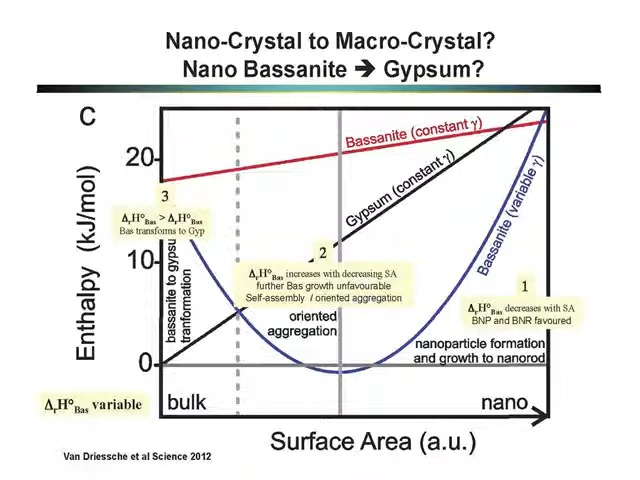 Nano-Crystal to Macro-Crystal?
Nano Bassanite ➔ Gypsum?
C
Enthalpy (kJ/mol)
20
10
0
Bassanite (constant γ)
Gypsum (constant γ)
Bassanite (variable γ)
3
ΔrH°Bas > ΔrH°Bas
Bas transforms to Gyp
bassanite to gypsum
tranformation
2
ΔrH°Bas increases with decreasing SA
further Bas growth unfavourable
Self-assembly / oriented aggregation
oriented
aggregation
1
ΔrH°Bas decreases with SA
BNP and BNR favoured
nanoparticle formation
and growth to nanorod
ΔrH°Bas variable
bulk
nano
Surface Area (a.u.)
Van Driessche et al Science 2012